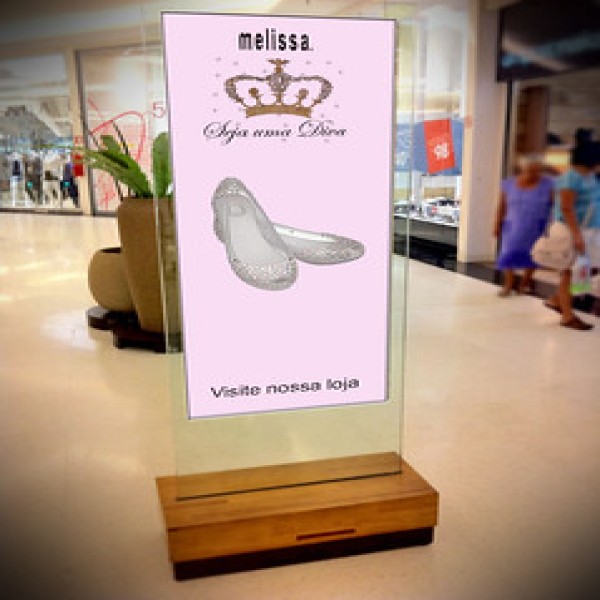 melissa.
Seja uma Diva
Visite nossa loja